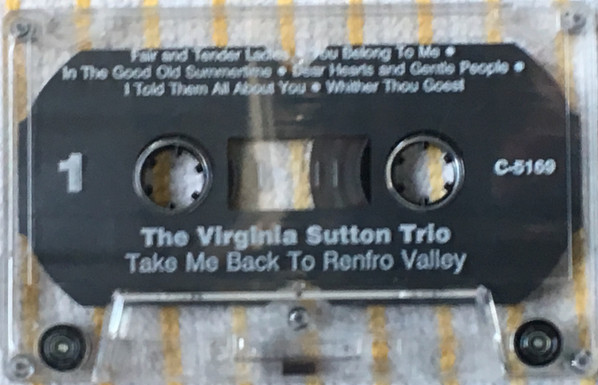 Fair and Tender Ladies • You Belong To Me •
In The Good Old Summertime • Dear Hearts and Gentle People •
I Told Them All About You • Whither Thou Goest
1
C-5169
The Virginia Sutton Trio
Take Me Back To Renfro Valley